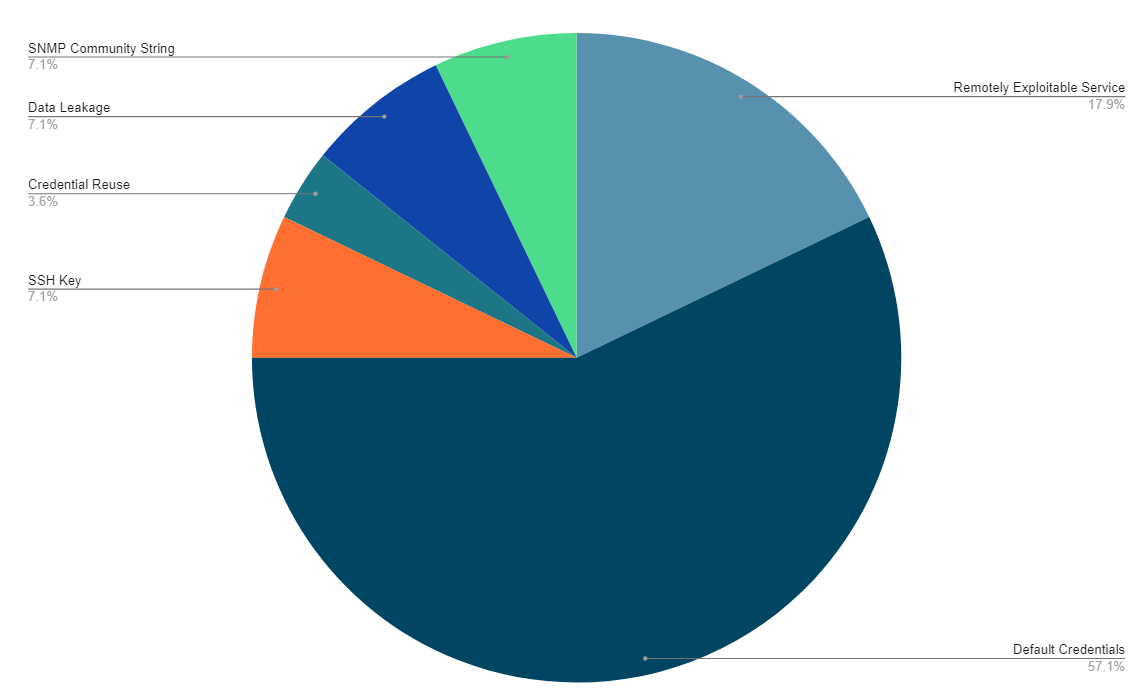 SNMP Community String
7.1%
Data Leakage
7.1%
Credential Reuse
3.6%
SSH Key
7.1%
Remotely Exploitable Service
17.9%
Default Credentials
57.1%